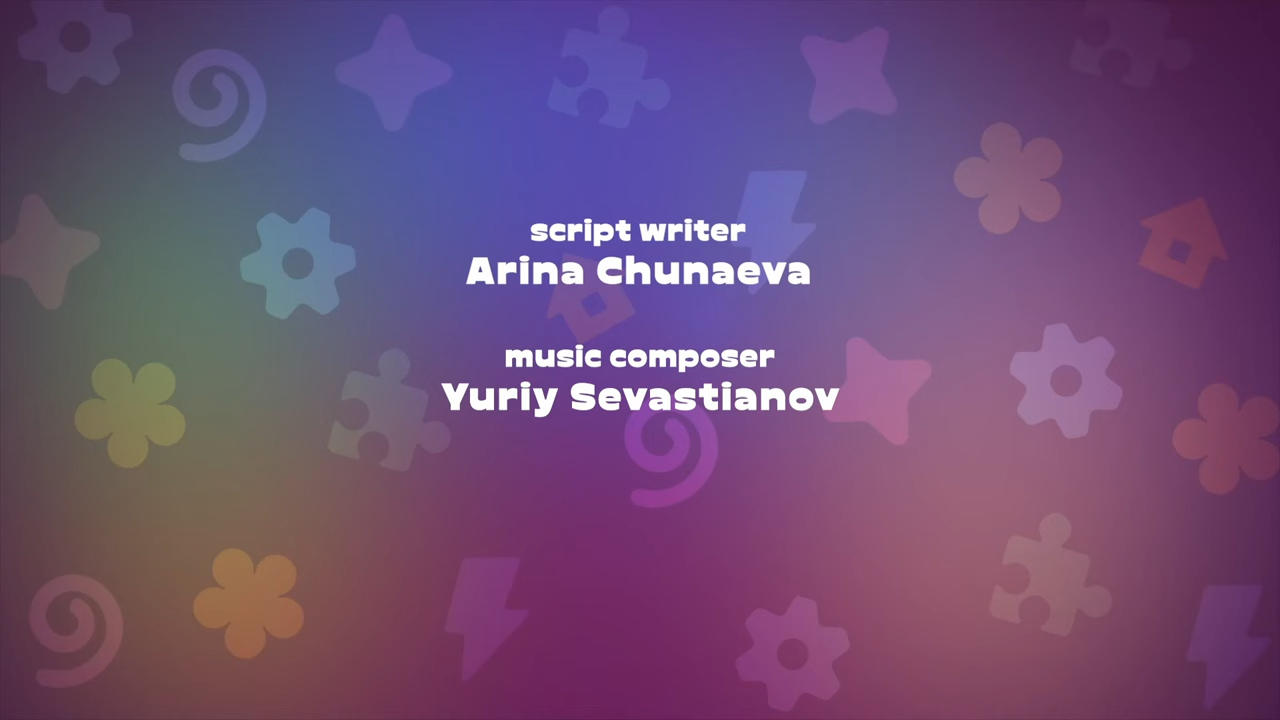 script writer
Arina Chunaeva
music composer
Yuriy Sevastianov